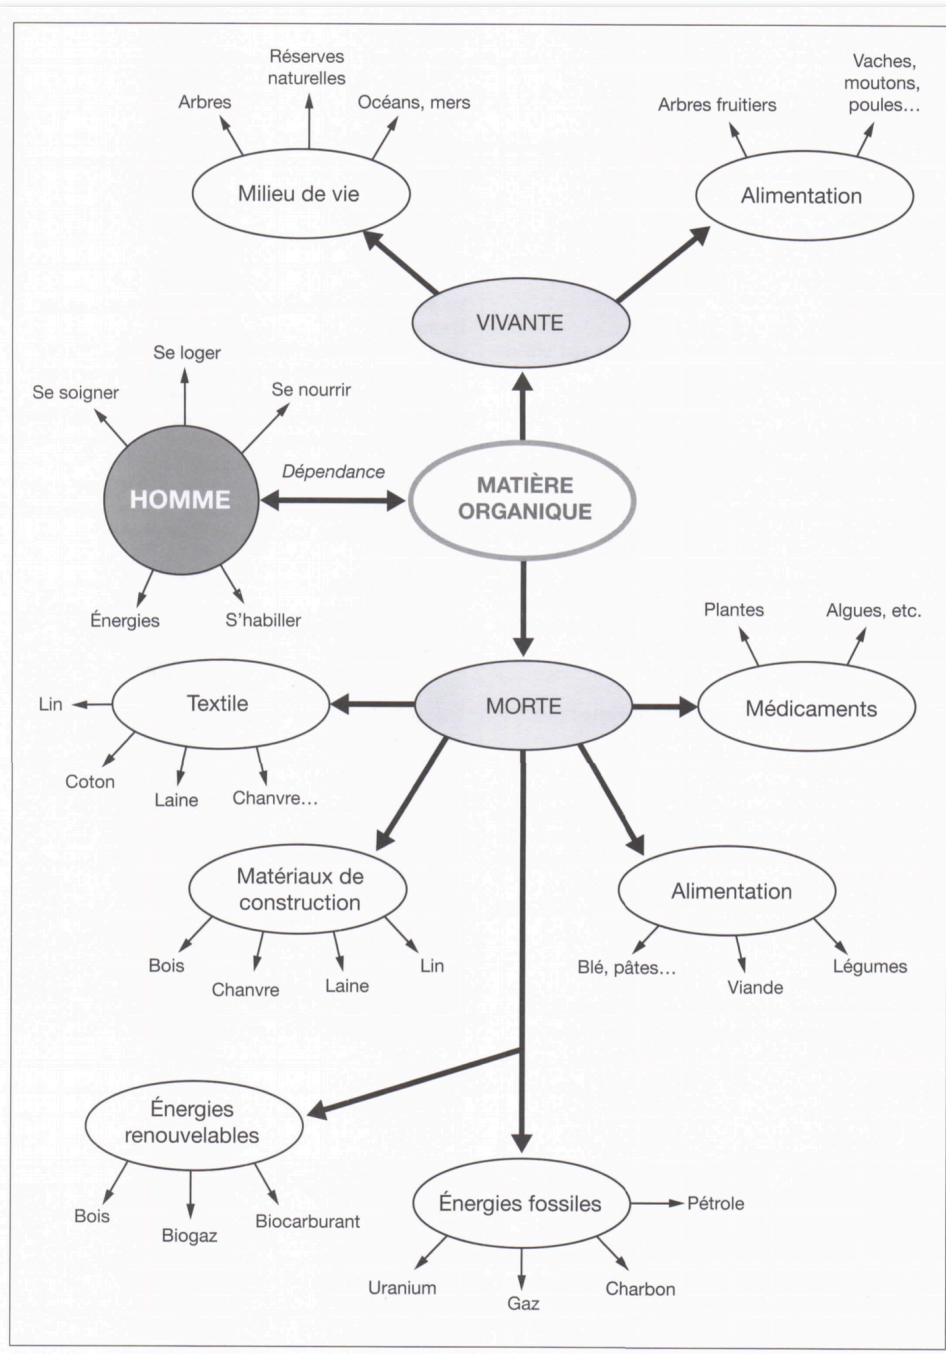 Réserves
naturelles
Arbres
Océans, mers
Milieu de vie
Vaches,
moutons,
poules…
Arbres fruitiers
Alimentation
VIVANTE
Se loger
Se soigner
Se nourrir
HOMME
Dépendance
MATIÈRE
ORGANIQUE
Énergies
S'habiller
Plantes
Algues, etc.
Lin
Textile
MORTE
Médicaments
Coton
Laine
Chanvre…
Matériaux de
construction
Alimentation
Bois
Chanvre
Laine
Lin
Blé, pâtes…
Viande
Légumes
Énergies
renouvelables
Bois
Biogaz
Biocarburant
Énergies fossiles
Pétrole
Uranium
Gaz
Charbon